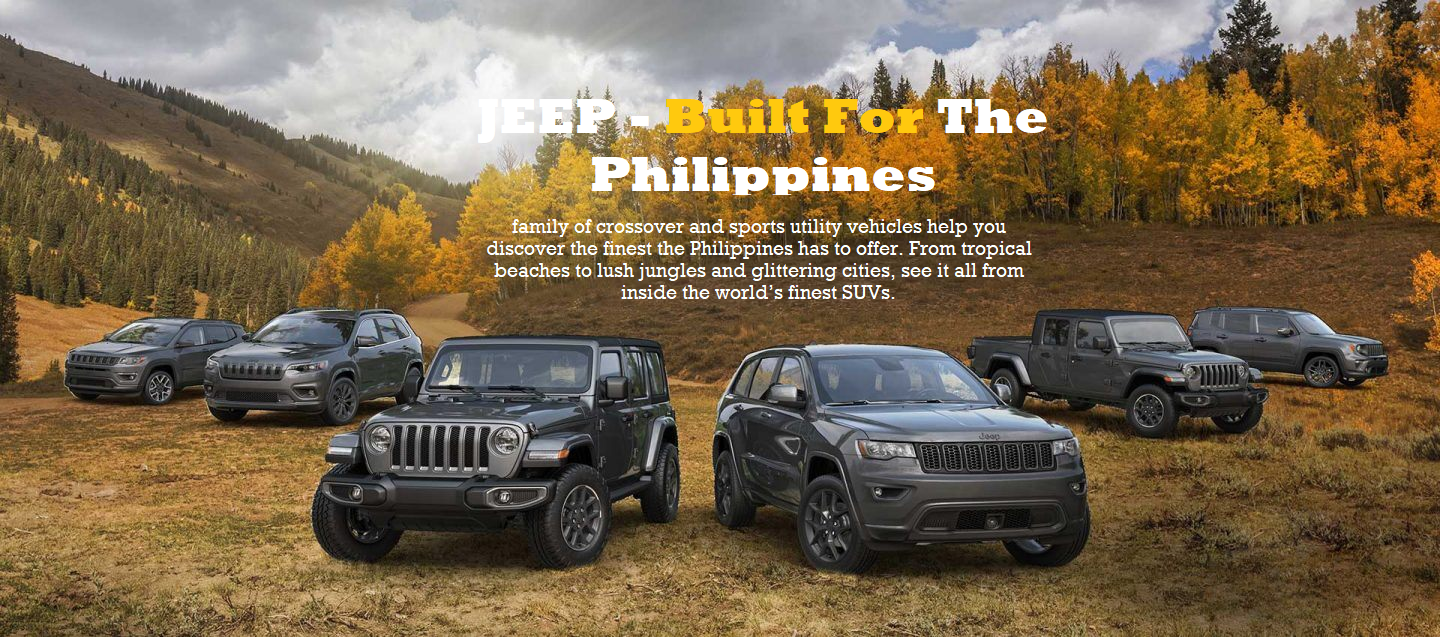 JEEP - Built For The
Philippines
family of crossover and sports utility vehicles help you
discover the finest the Philippines has to offer. From tropical
beaches to lush jungles and glittering cities, see it all from
inside the world’s finest SUVs.
Jeep